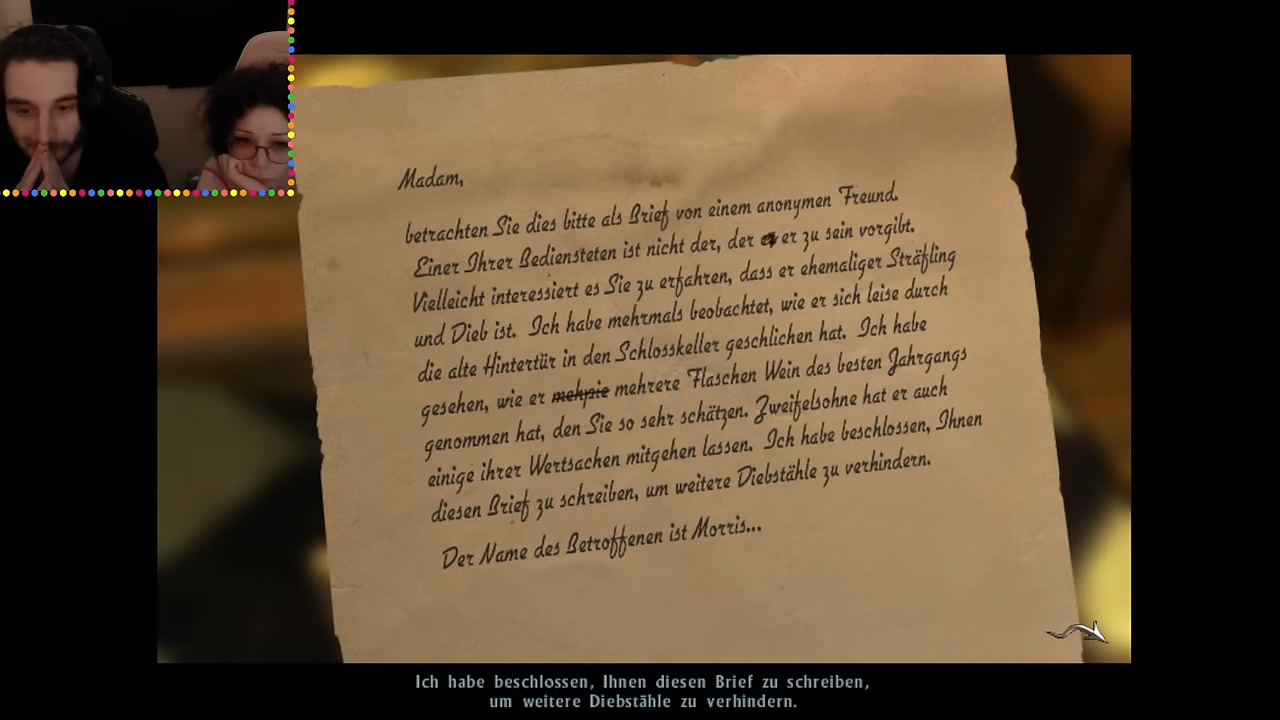 Madam,
betrachten Sie dies bitte als Brief von einem anonymen Freund.
Einer Ihrer Bediensteten ist nicht der, der er zu sein vorgibt.
Vielleicht interessiert es Sie zu erfahren, dass er ehemaliger Sträfling
und Dieb ist. Ich habe mehrmals beobachtet, wie er sich leise durch
die alte Hintertür in den Schlosskeller geschlichen hat. Ich habe
gesehen, wie er mehrere Flaschen Wein des besten Jahrgangs
genommen hat, den Sie so sehr schätzen. Zweifelsohne hat er auch
einige ihrer Wertsachen mitgehen lassen. Ich habe beschlossen, Ihnen
diesen Brief zu schreiben, um weitere Diebstähle zu verhindern.
Der Name des Betroffenen ist Morris...
Ich habe beschlossen, Ihnen diesen Brief zu schreiben,
um weitere Diebstähle zu verhindern.